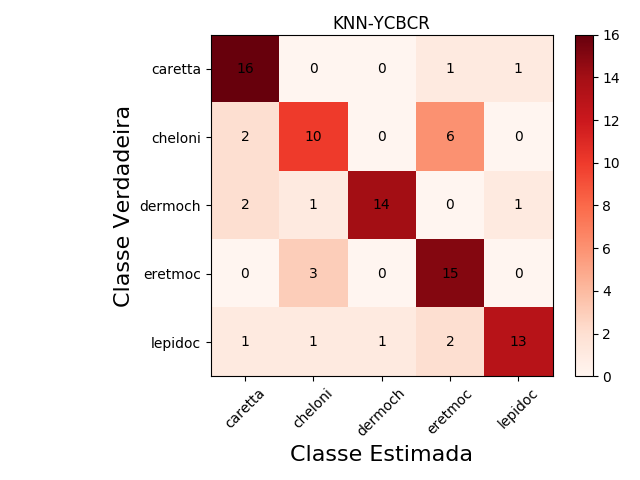 KNN-YCBCR
Classe Verdadeira
caretta 16 0 0 1 1
cheloni 2 10 0 6 0
dermoch 2 1 14 0 1
eretmoc 0 3 0 15 0
lepidoc 1 1 1 2 13
caretta cheloni dermoch eretmoc lepidoc
Classe Estimada
16
14
12
10
8
6
4
2
0